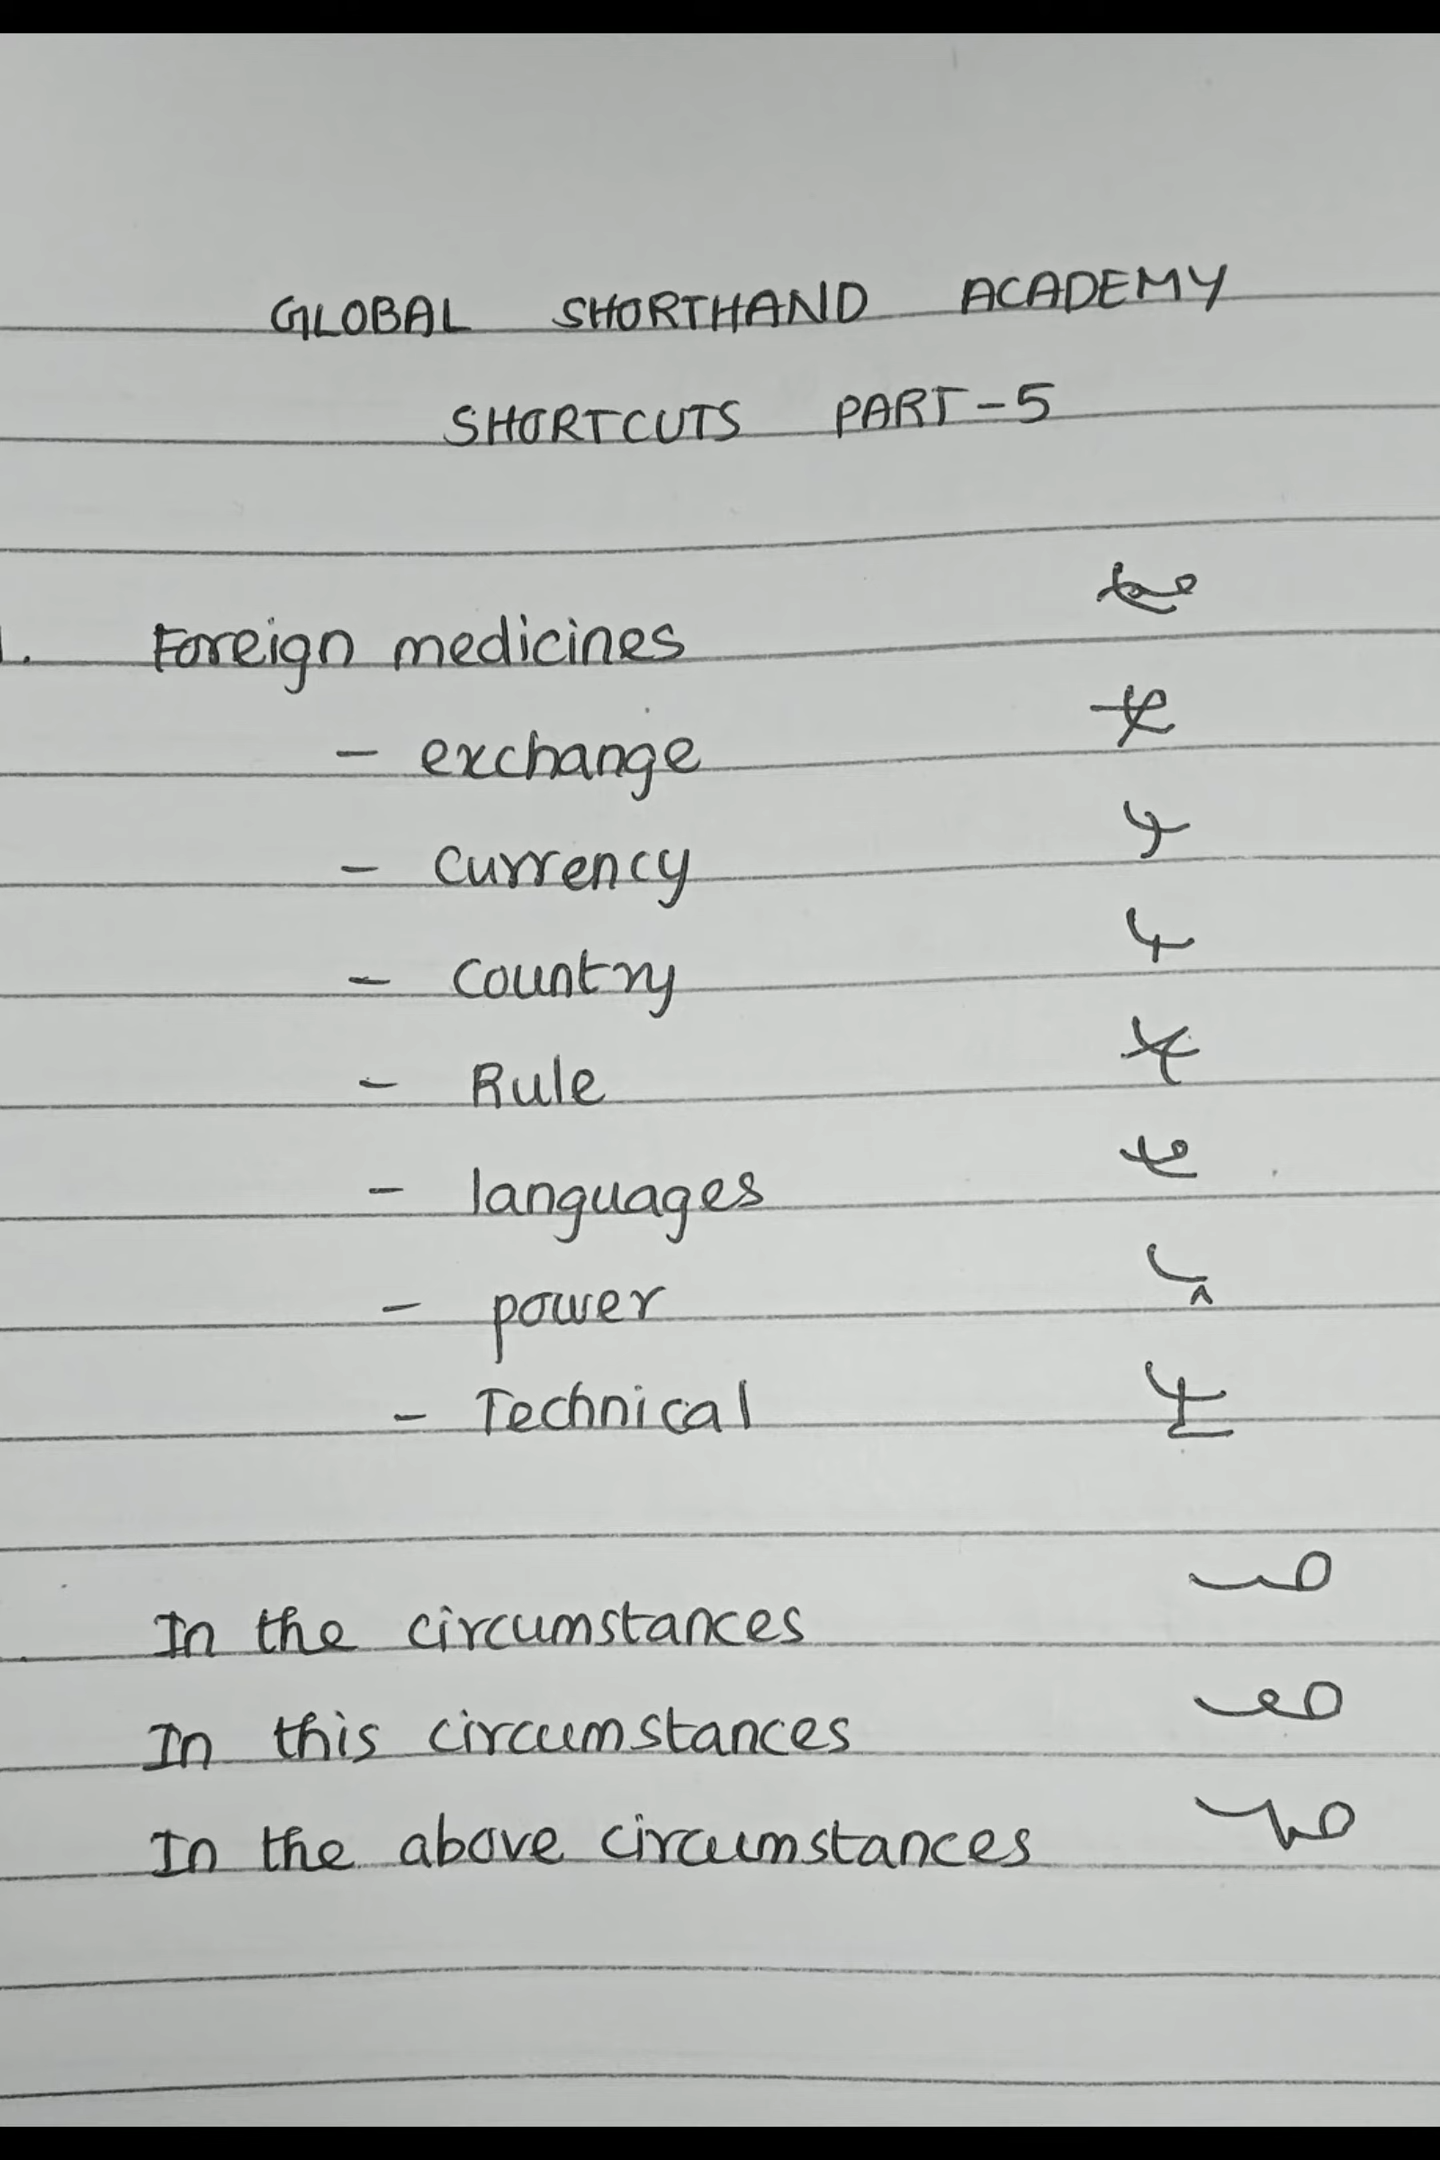 GLOBAL SHORTHAND ACADEMY
SHORTCUTS PART-5
Foreign medicines
- exchange
- Currency
- Country
- Rule
- languages
- power
- Technical
In the circumstances
In this circumstances
In the above circumstances